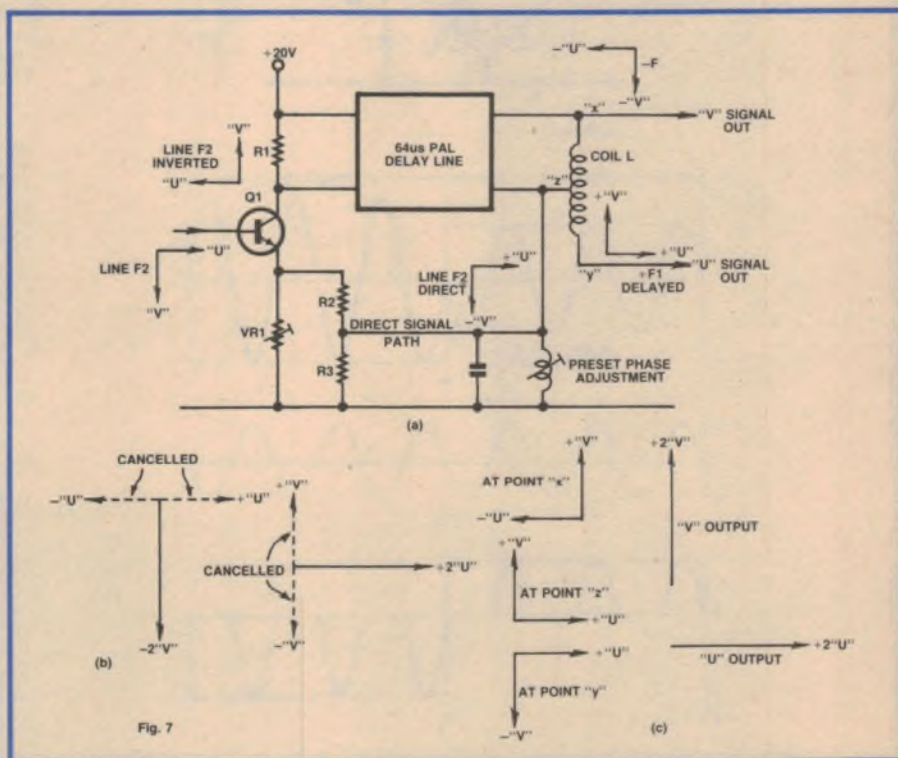 +20V
R1
LINE F2
INVERTED
"V"
"U"
Q1
"U"
LINE F2
"V"
VR1
R2
R3
64us PAL
DELAY LINE
DIRECT SIGNAL
PATH
LINE F2
DIRECT
+"U"
–"V"
–"U"
–F
–"V"
"x"
"V" SIGNAL
OUT
COIL L
"z"
+"V"
+"U"
"y"
+F1
DELAYED
"U" SIGNAL
OUT
PRESET PHASE
ADJUSTMENT
(a)
CANCELLED
–"U"
+"U"
–2"V"
(b)
+"V"
CANCELLED
+2"U"
–"V"
Fig. 7
+"V"
AT POINT "x"
–"U"
+"V"
AT POINT "z"
+"U"
+"U"
AT POINT "y"
–"V"
+2"V"
"V" OUTPUT
+2"U"
"U" OUTPUT
(c)